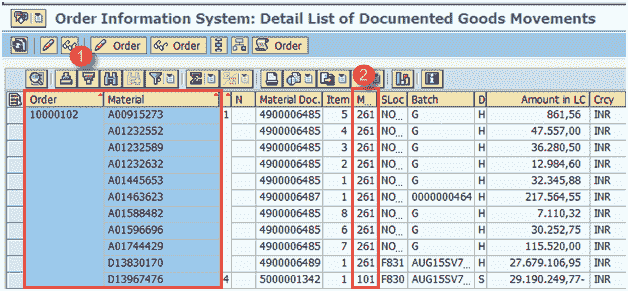 Order Information System: Detail List of Documented Goods Movements
Order Order Order
1
2
Order Material N Material Doc. Item M... SLoc Batch D Amount in LC Crcy
10000102 A00915273 1 4900006485 5 261 NO... G H 861,56 INR
A01232552 4900006485 4 261 NO... G H 47.557,00 INR
A01232589 4900006485 3 261 NO... G H 36.280,50 INR
A01232632 4900006485 2 261 NO... G H 12.984,60 INR
A01445653 4900006485 1 261 NO... G H 32.345,88 INR
A01463623 4900006487 1 261 NO... 0000000464 H 217.564,55 INR
A01588482 4900006485 8 261 NO... G H 7.110,32 INR
A01596696 4900006485 6 261 NO... G H 30.252,75 INR
A01744429 4900006485 7 261 NO... G H 115.520,00 INR
D13830170 4900006489 1 261 F831 AUG15SV7... H 27.679.106,95 INR
D13967476 4 5000001342 1 101 F830 AUG15SV7... S 29.190.249,77- INR